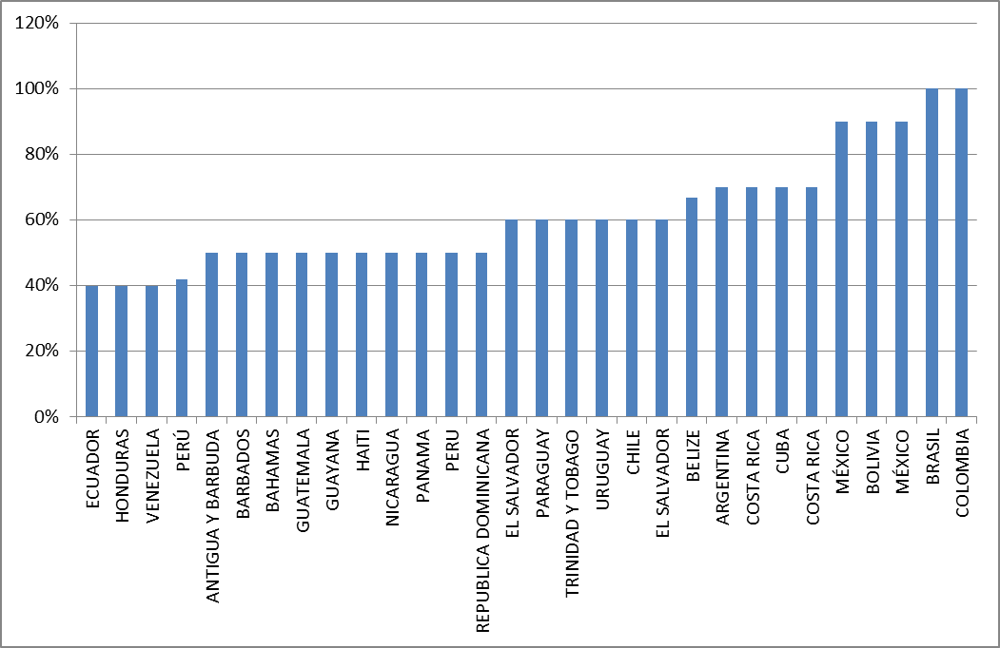 120%
100%
80%
60%
40%
20%
0%
ECUADOR
HONDURAS
VENEZUELA
PERÚ
ANTIGUA Y BARBUDA
BARBADOS
BAHAMAS
GUATEMALA
GUAYANA
HAITI
NICARAGUA
PANAMA
PERU
REPUBLICA DOMINICANA
EL SALVADOR
PARAGUAY
TRINIDAD Y TOBAGO
URUGUAY
CHILE
EL SALVADOR
BELIZE
ARGENTINA
COSTA RICA
CUBA
COSTA RICA
MÉXICO
BOLIVIA
MÉXICO
BRASIL
COLOMBIA